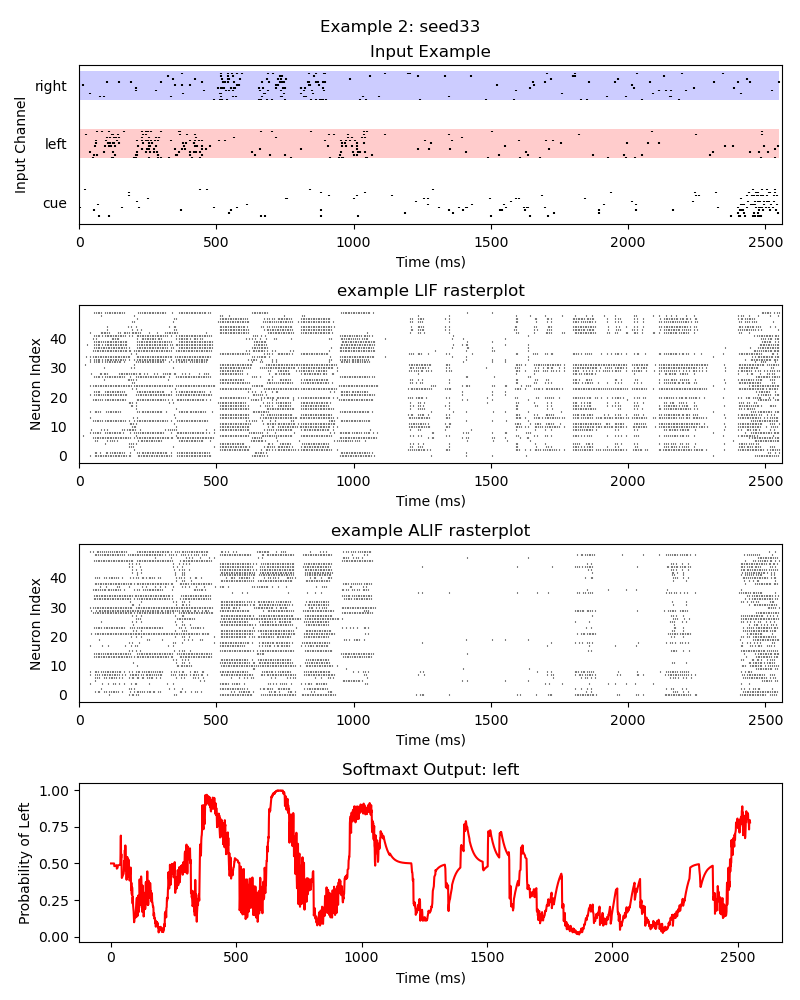 Example 2: seed33
Input Example
right
left
cue
Input Channel
0 500 1000 1500 2000 2500
Time (ms)
example LIF rasterplot
40
30
20
10
0
Neuron Index
0 500 1000 1500 2000 2500
Time (ms)
example ALIF rasterplot
40
30
20
10
0
Neuron Index
0 500 1000 1500 2000 2500
Time (ms)
Softmaxt Output: left
1.00
0.75
0.50
0.25
0.00
Probability of Left
0 500 1000 1500 2000 2500
Time (ms)